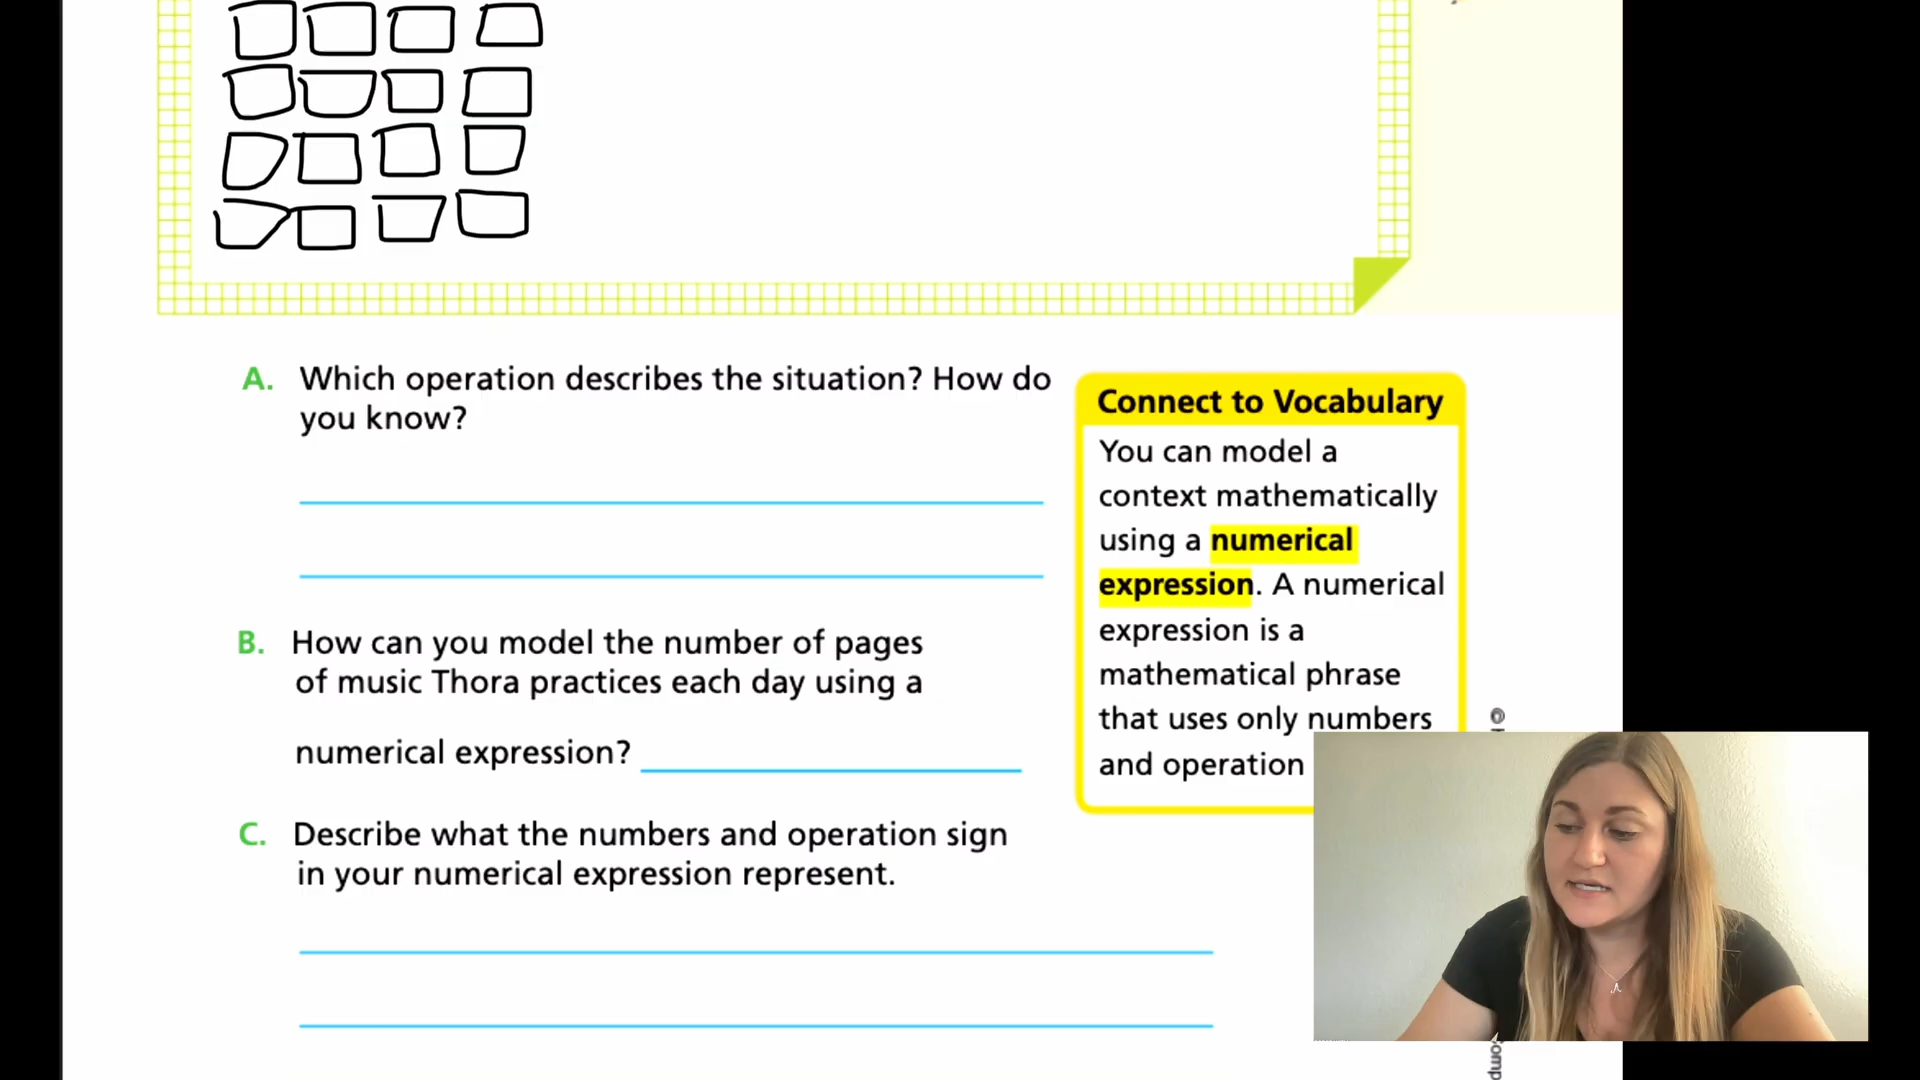 A. Which operation describes the situation? How do
you know?
Connect to Vocabulary
You can model a
context mathematically
using a numerical
expression. A numerical
expression is a
mathematical phrase
that uses only numbers
and operation
B. How can you model the number of pages
of music Thora practices each day using a
numerical expression?
C. Describe what the numbers and operation sign
in your numerical expression represent.
©
omp